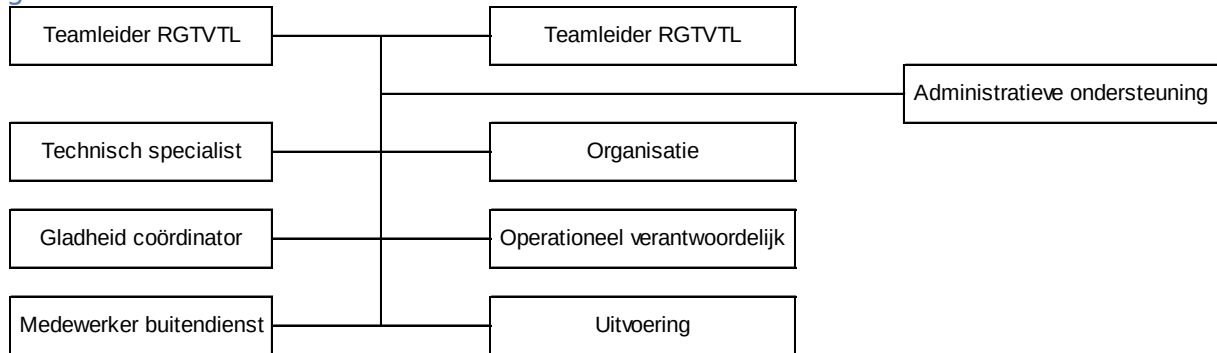 Teamleider RGTVTL
Teamleider RGTVTL
Administratieve ondersteuning
Technisch specialist
Organisatie
Gladheid coördinator
Operationeel verantwoordelijk
Medewerker buitendienst
Uitvoering